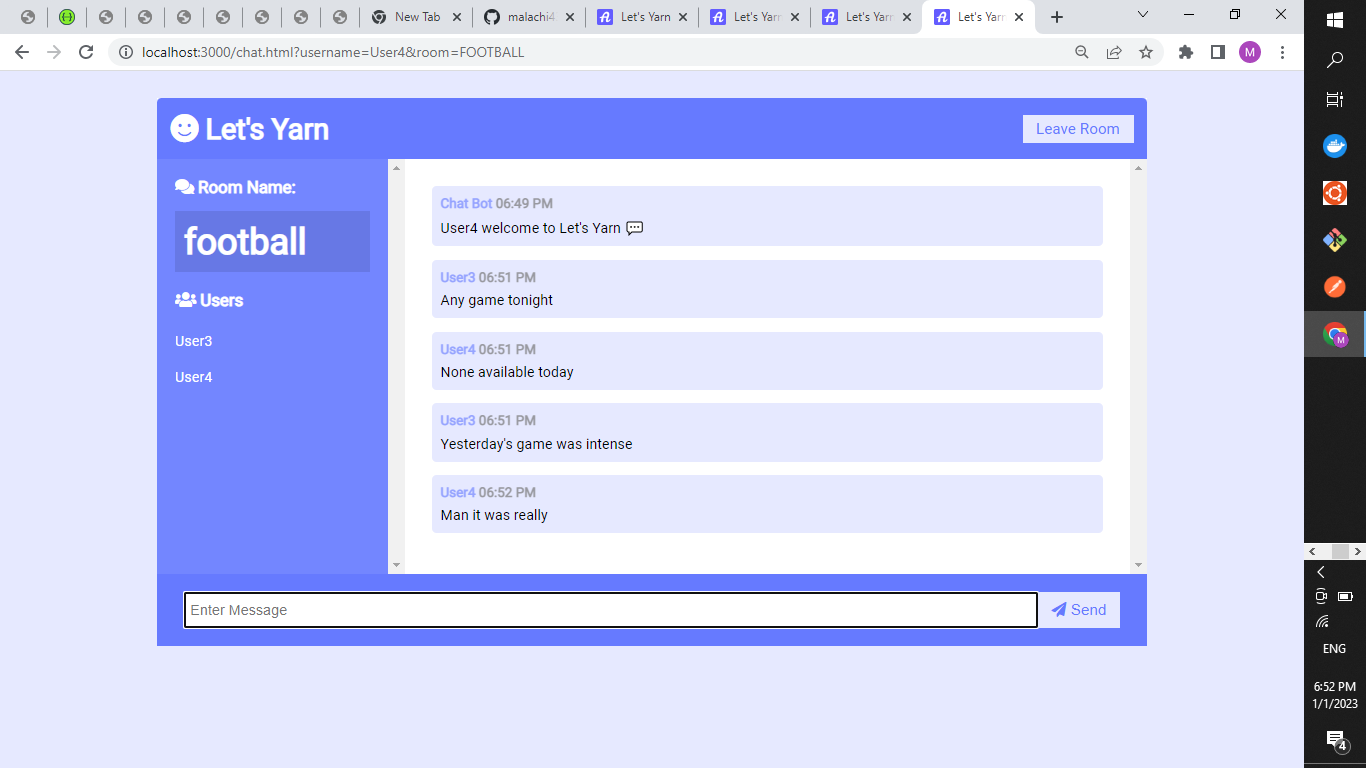 New Tab
malachi4
Let's Yarn
Let's Yarn
Let's Yarn
Let's Yarn
localhost:3000/chat.html?username=User4&room=FOOTBALL
M
Let's Yarn
Leave Room
Room Name:
football
Users
User3
User4
Chat Bot 06:49 PM
User4 welcome to Let's Yarn 💬
User3 06:51 PM
Any game tonight
User4 06:51 PM
None available today
User3 06:51 PM
Yesterday's game was intense
User4 06:52 PM
Man it was really
Enter Message
Send
M
ENG
6:52 PM
1/1/2023
4